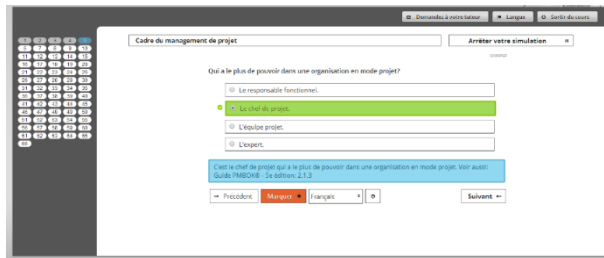 Demandez à votre tuteur
Langue
Sortir du cours
Cadre du management de projet
Arrêter votre simulation
Qui a le plus de pouvoir dans une organisation en mode projet?
Le responsable fonctionnel.
Le chef de projet.
L'équipe projet.
L'expert.
C'est le chef de projet qui a le plus de pouvoir dans une organisation en mode projet. Voir aussi:
Guide PMBOK® - 5e édition: 2.1.3
Précédent
Marquer
Français
Suivant